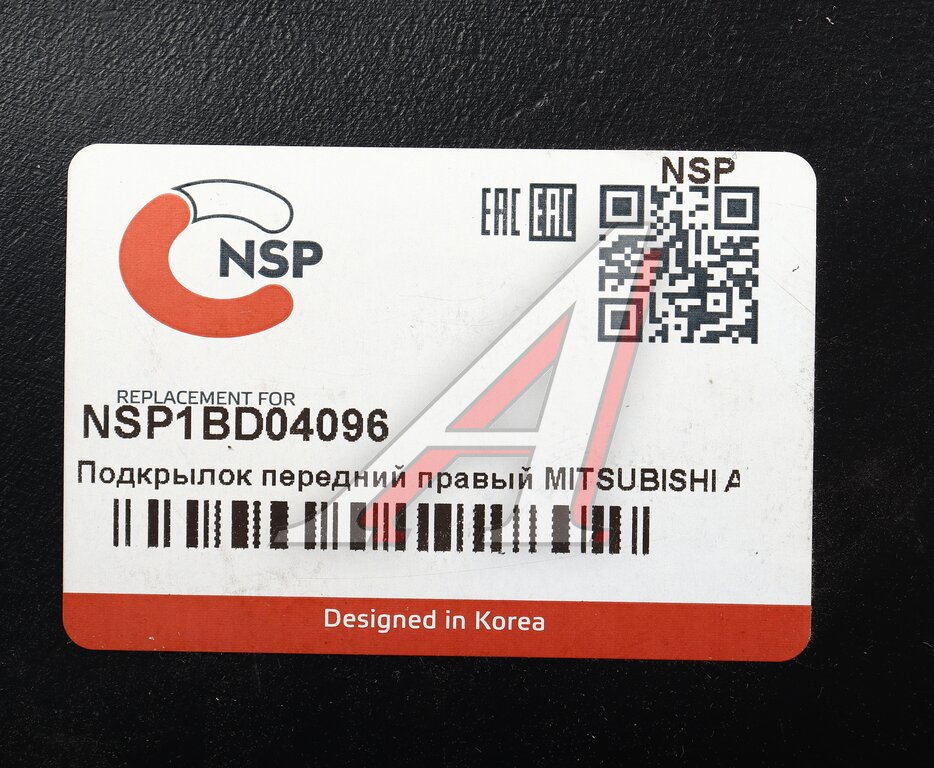 NSP
EAC EAC
NSP
REPLACEMENT FOR
NSP1BD04096
Подкрылок передний правый MITSUBISHI A
Designed in Korea